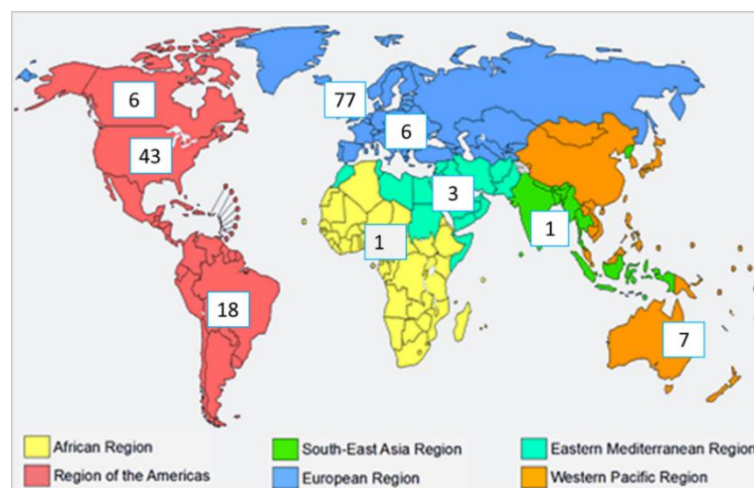 6
77
6
43
3
1
1
18
7
African Region
South-East Asia Region
Eastern Mediterranean Region
Region of the Americas
European Region
Western Pacific Region